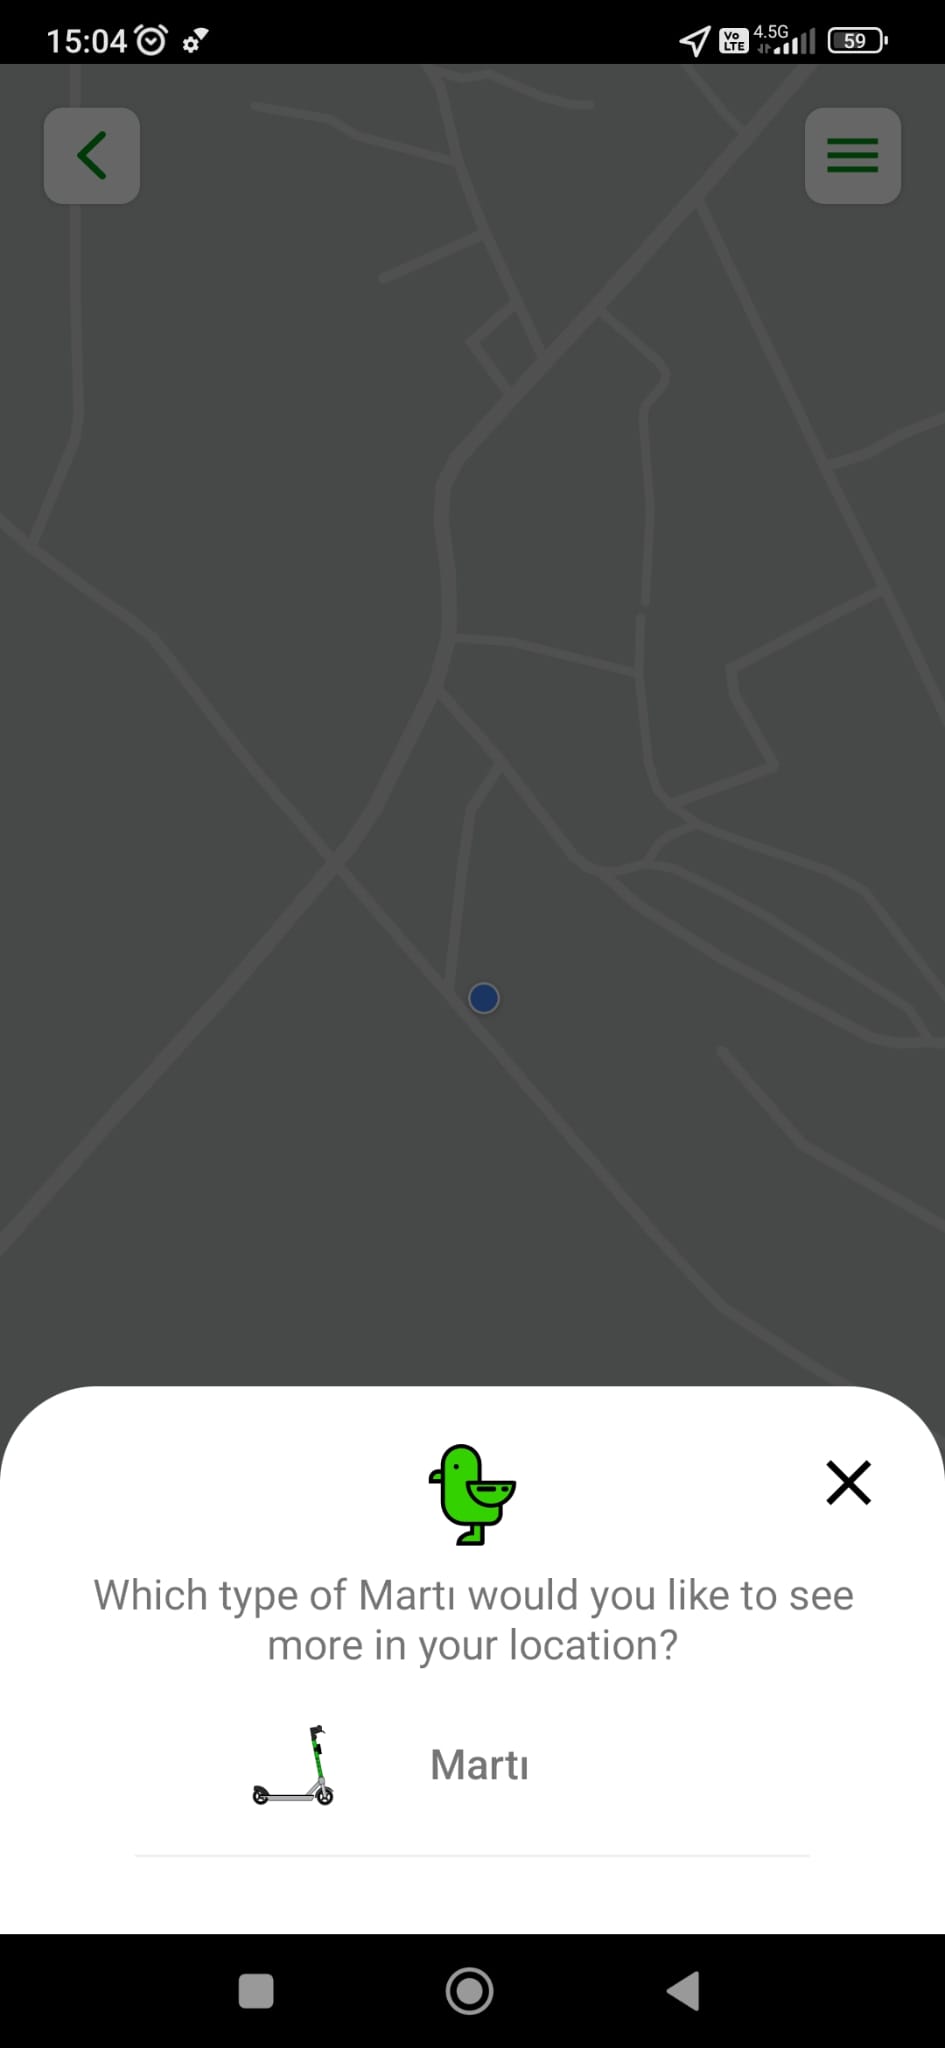 15:04
Vo
LTE
4.5G
59
Which type of Martı would you like to see
more in your location?
Martı